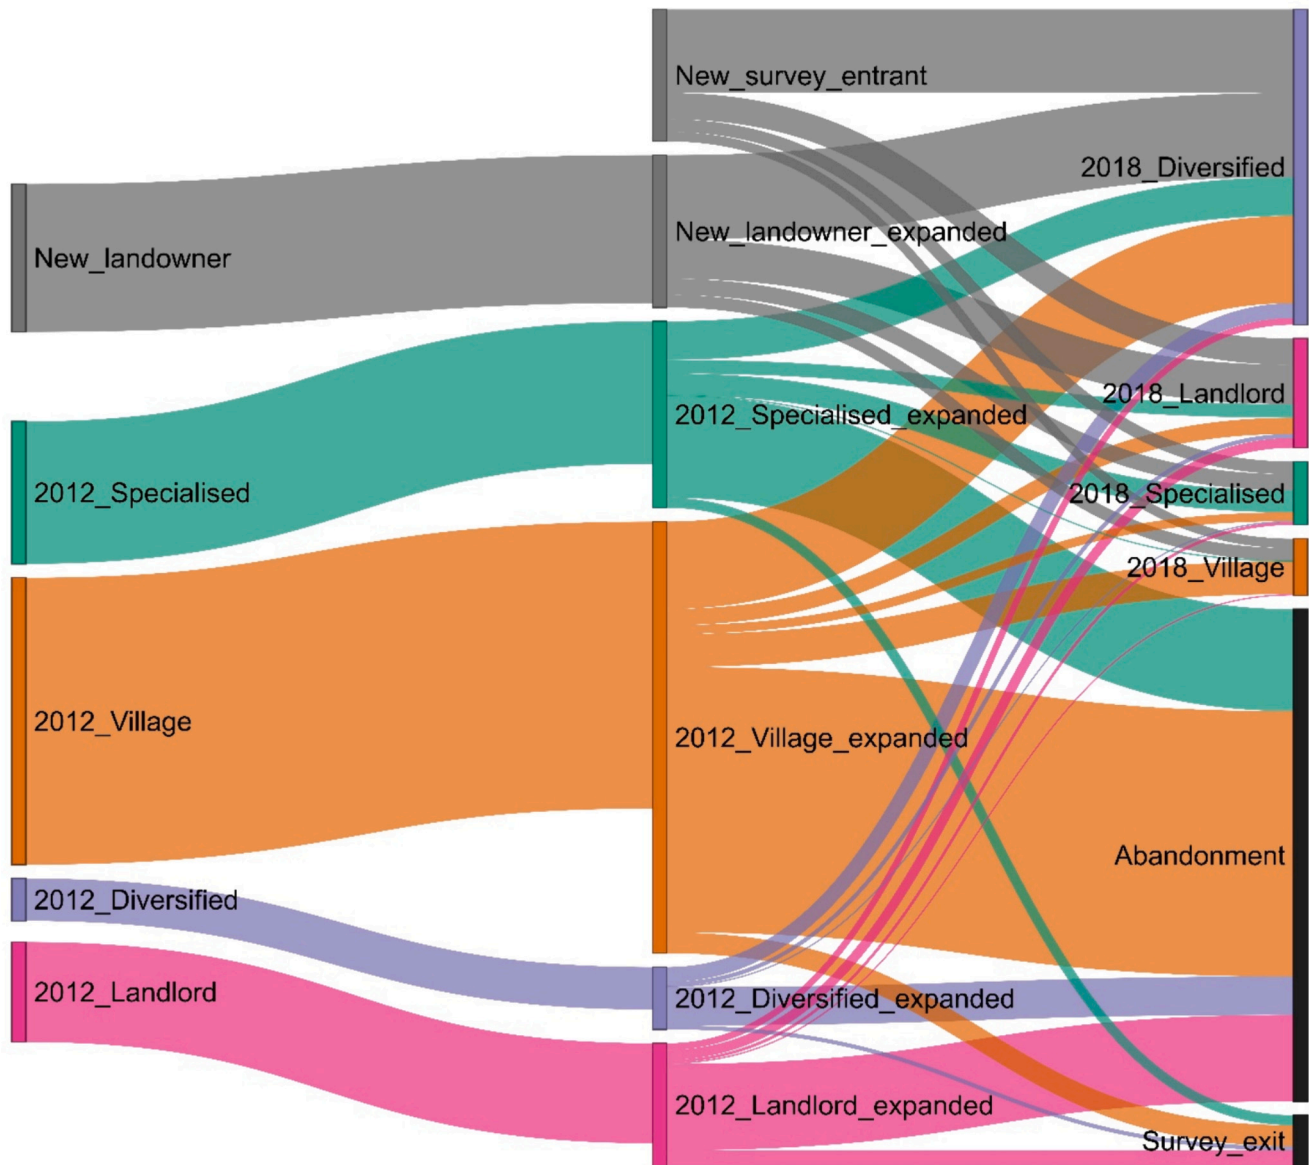 New_survey_entrant
2018_Diversified
New_landowner_expanded
New_landowner
2018_Landlord
2012_Specialised_expanded
2012_Specialised
2018_Specialised
2018_Village
2012_Village
2012_Village_expanded
Abandonment
2012_Diversified
2012_Landlord
2012_Diversified_expanded
2012_Landlord_expanded
Survey_exit